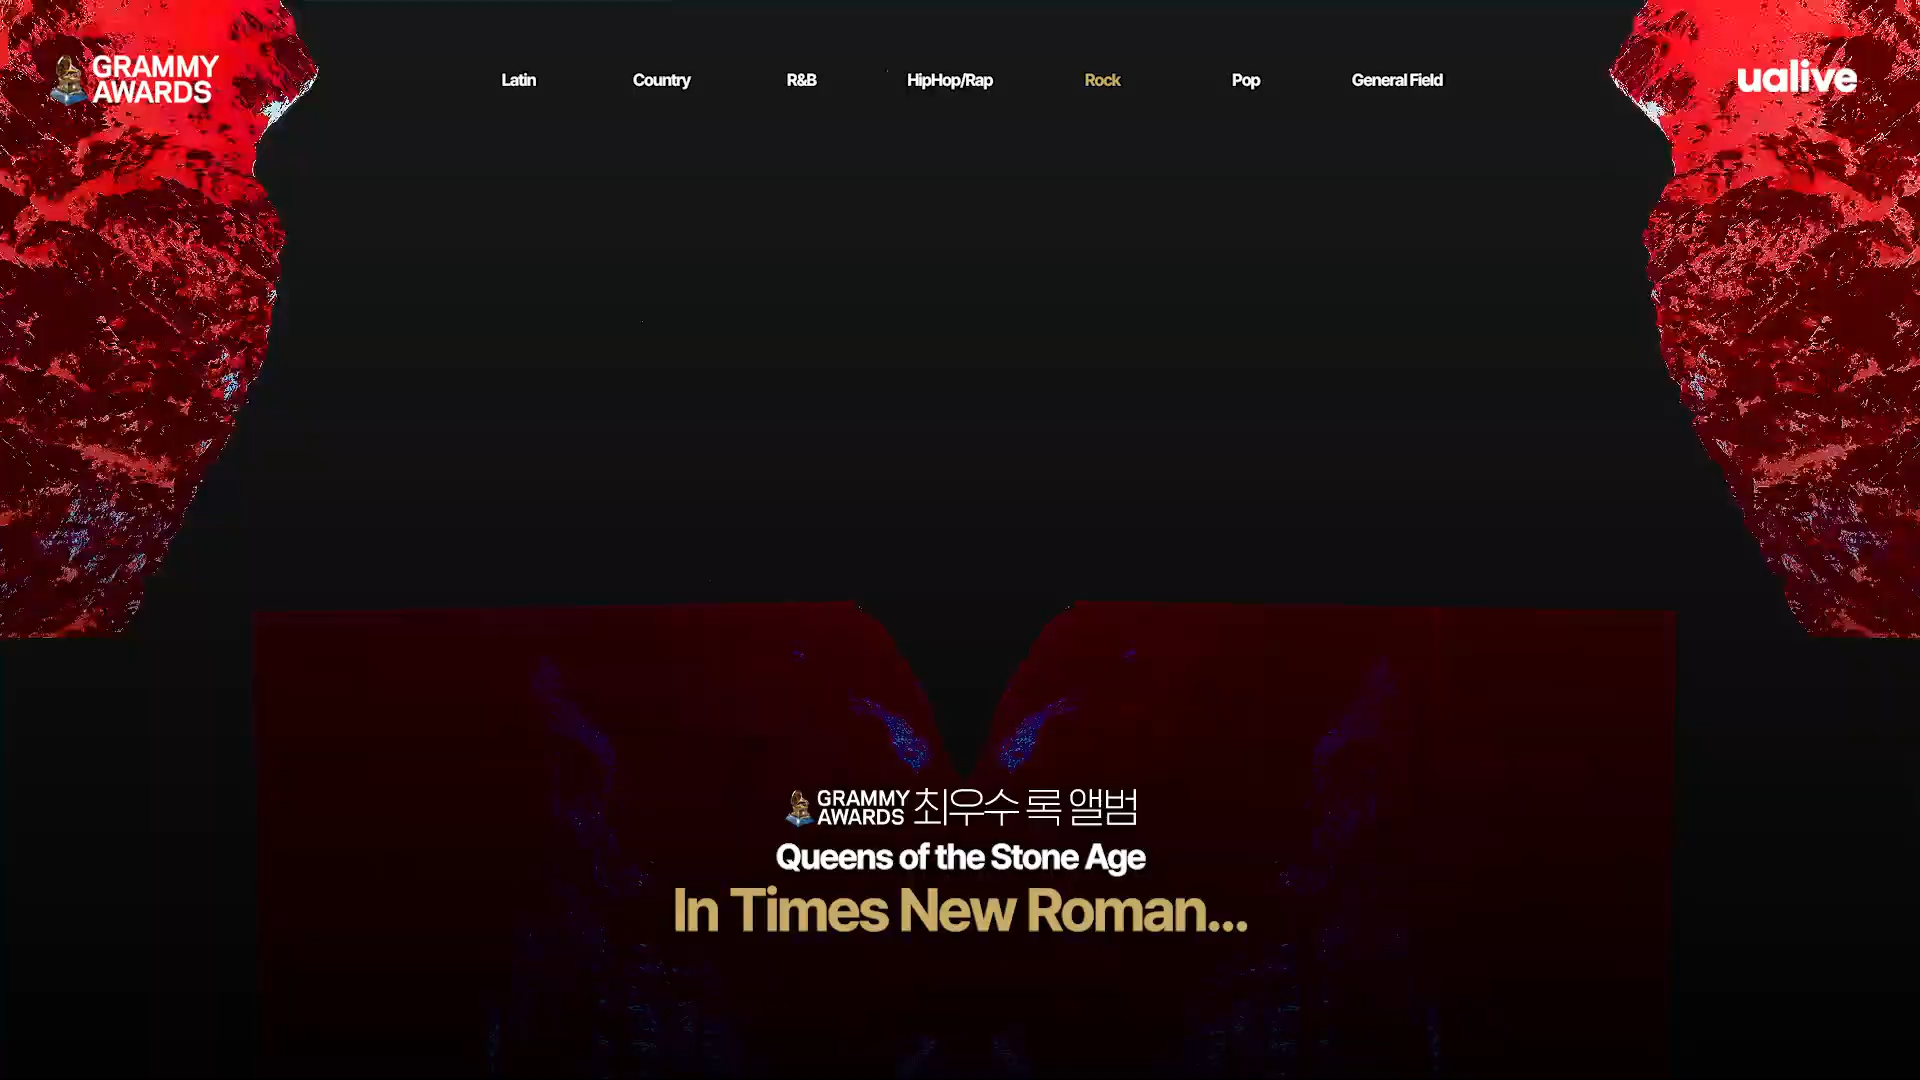 GRAMMY
AWARDS
Latin
Country
R&B
HipHop/Rap
Rock
Pop
General Field
ualive
GRAMMY
AWARDS
최우수 록 앨범
Queens of the Stone Age
In Times New Roman...